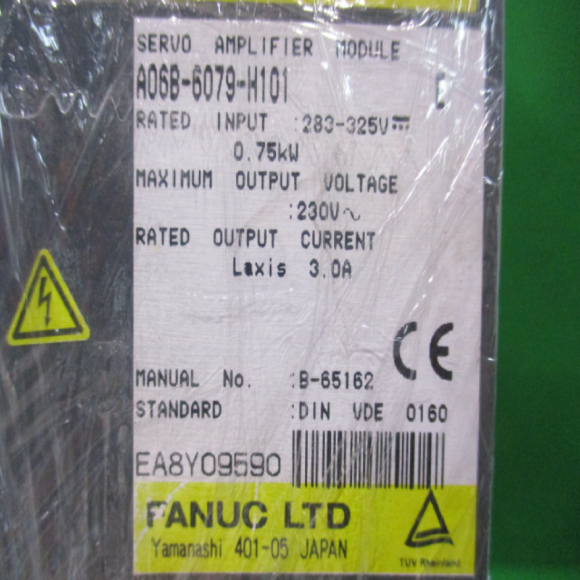 SERVO AMPLIFIER MODULE
A06B-6079-H101 E
RATED INPUT :283-325V⎓
0.75kW
MAXIMUM OUTPUT VOLTAGE
:230V～
RATED OUTPUT CURRENT
Laxis 3.0A
CE
MANUAL No. :B-65162
STANDARD :DIN VDE 0160
EA8Y09590
FANUC LTD
Yamanashi 401-05 JAPAN
TUV Rheinland